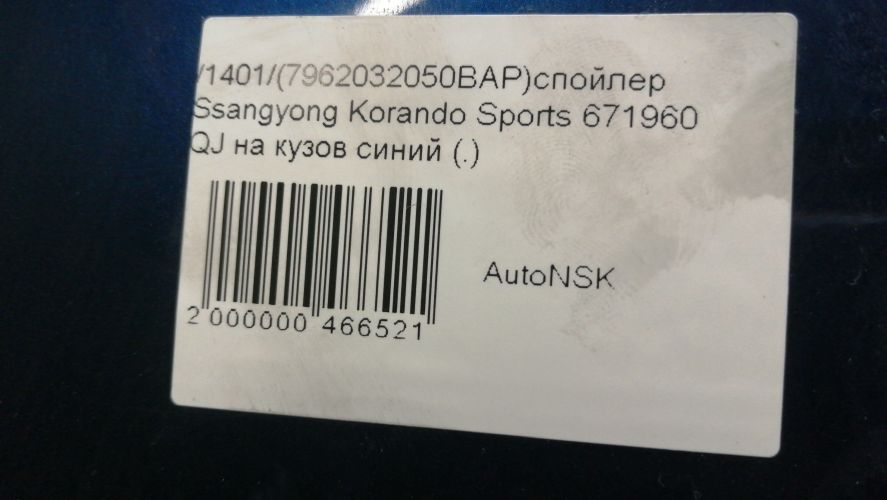 /1401/(7962032050BAP)спойлер
Ssangyong Korando Sports 671960
QJ на кузов синий (.)
AutoNSK
2 000000 466521